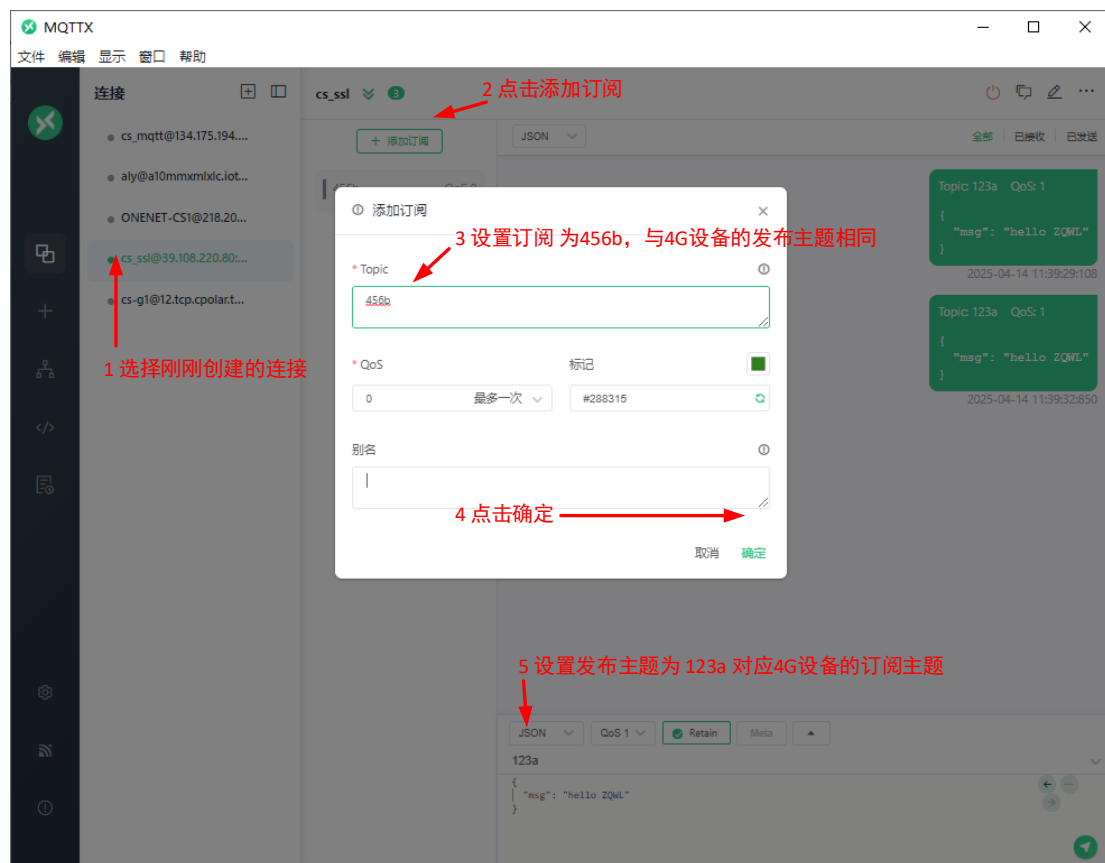 MQTTX
文件 编辑 显示 窗口 帮助
连接
cs_mqtt@134.175.194....
aly@a10mmxmlxlc.iot...
ONENET-CS1@218.20...
cs_ssl@39.108.220.80:...
cs-g1@12.tcp.cpolar.t...
1 选择刚刚创建的连接
cs_ssl 3
2 点击添加订阅
+ 添加订阅
JSON
全部 已接收 已发送
Topic: 123a QoS: 1
{
"msg": "hello ZQWL"
}
2025-04-14 11:39:29:108
Topic: 123a QoS: 1
{
"msg": "hello ZQWL"
}
2025-04-14 11:39:32:850
添加订阅
3 设置订阅 为456b，与4G设备的发布主题相同
* Topic
456b
* QoS
标记
0 最多一次
#288315
别名
4 点击确定
取消 确定
5 设置发布主题为 123a 对应4G设备的订阅主题
JSON QoS 1 Retain Meta
123a
{
"msg": "hello ZQWL"
}